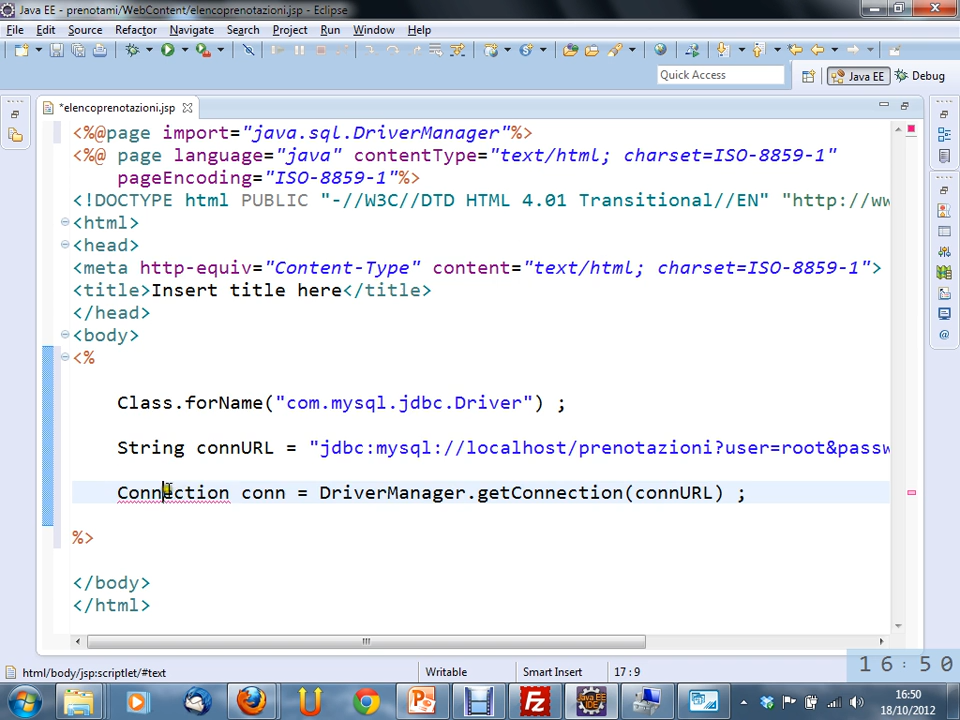 Java EE - prenotami/WebContent/elencoprenotazioni.jsp - Eclipse
File Edit Source Refactor Navigate Search Project Run Window Help
Quick Access
Java EE
Debug
*elencoprenotazioni.jsp
<%@page import="java.sql.DriverManager"%>
<%@ page language="java" contentType="text/html; charset=ISO-8859-1"
pageEncoding="ISO-8859-1"%>
<!DOCTYPE html PUBLIC "-//W3C//DTD HTML 4.01 Transitional//EN" "http://ww
<html>
<head>
<meta http-equiv="Content-Type" content="text/html; charset=ISO-8859-1">
<title>Insert title here</title>
</head>
<body>
<%
Class.forName("com.mysql.jdbc.Driver") ;
String connURL = "jdbc:mysql://localhost/prenotazioni?user=root&passw
Connection conn = DriverManager.getConnection(connURL) ;
%>
</body>
</html>
html/body/jsp:scriptlet/#text
Writable
Smart Insert
17 : 9
16:50
16:50
18/10/2012